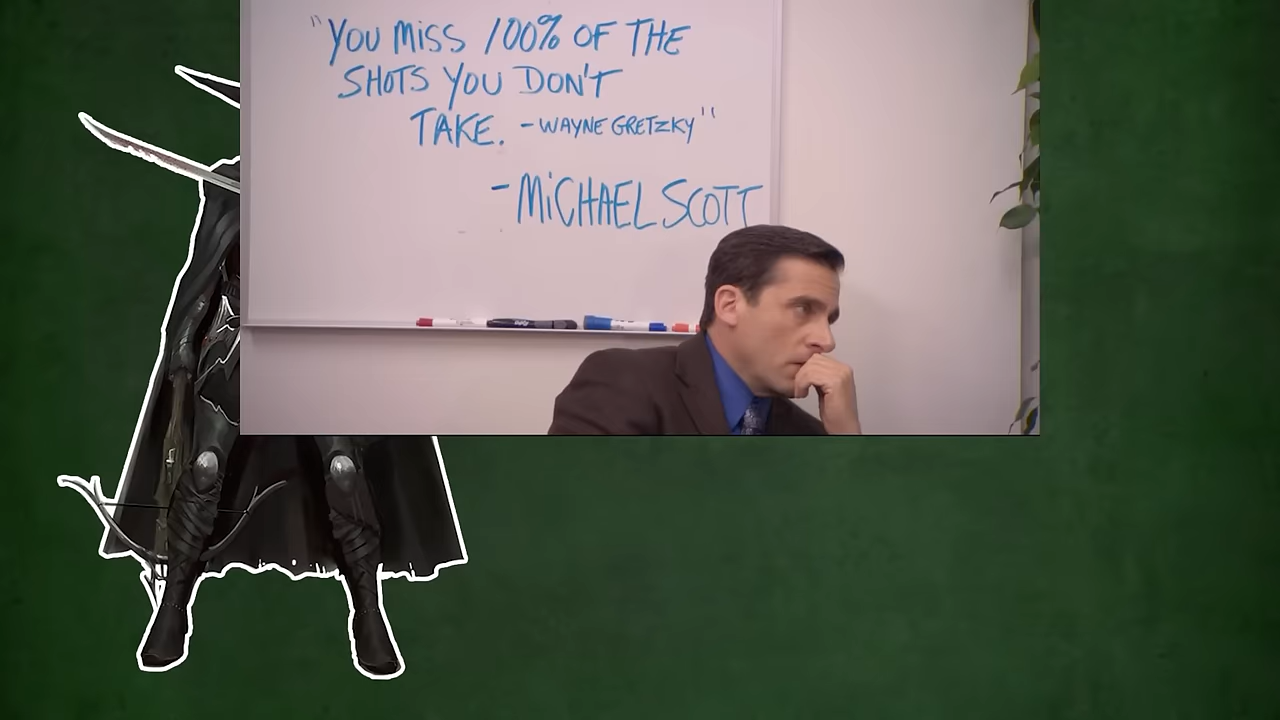 "YOU MiSS 100% OF THE
SHOTS YOU DON'T
TAKE. -WAYNE GRETZKY"
-MiCHAEL SCOTT